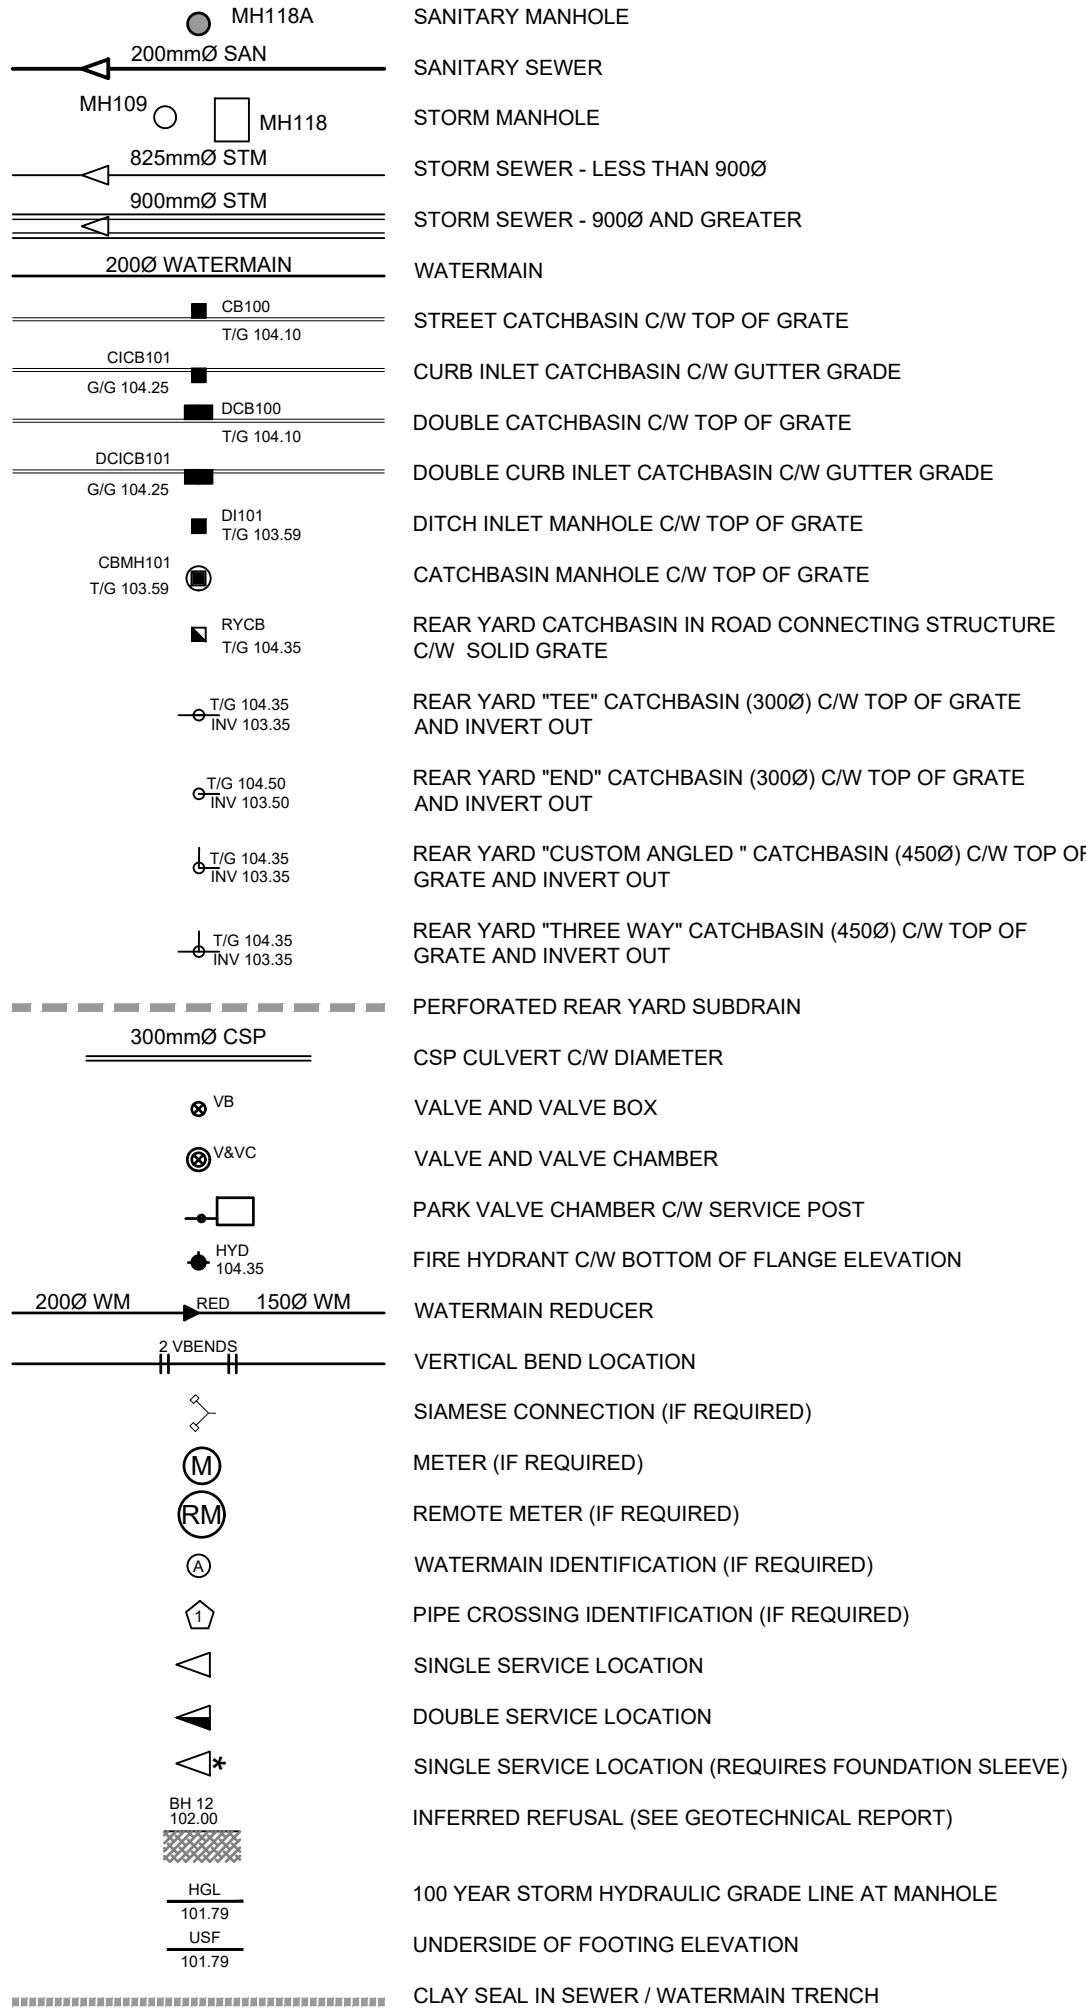 MH118A SANITARY MANHOLE
200mmØ SAN SANITARY SEWER
MH109 MH118 STORM MANHOLE
825mmØ STM STORM SEWER - LESS THAN 900Ø
900mmØ STM STORM SEWER - 900Ø AND GREATER
200Ø WATERMAIN WATERMAIN
CB100
T/G 104.10
STREET CATCHBASIN C/W TOP OF GRATE
CICB101
G/G 104.25
CURB INLET CATCHBASIN C/W GUTTER GRADE
DCB100
T/G 104.10
DOUBLE CATCHBASIN C/W TOP OF GRATE
DCICB101
G/G 104.25
DOUBLE CURB INLET CATCHBASIN C/W GUTTER GRADE
DI101
T/G 103.59
DITCH INLET MANHOLE C/W TOP OF GRATE
CBMH101
T/G 103.59
CATCHBASIN MANHOLE C/W TOP OF GRATE
RYCB
T/G 104.35
REAR YARD CATCHBASIN IN ROAD CONNECTING STRUCTURE
C/W SOLID GRATE
T/G 104.35
INV 103.35
REAR YARD "TEE" CATCHBASIN (300Ø) C/W TOP OF GRATE
AND INVERT OUT
T/G 104.50
INV 103.50
REAR YARD "END" CATCHBASIN (300Ø) C/W TOP OF GRATE
AND INVERT OUT
T/G 104.35
INV 103.35
REAR YARD "CUSTOM ANGLED " CATCHBASIN (450Ø) C/W TOP OF
GRATE AND INVERT OUT
T/G 104.35
INV 103.35
REAR YARD "THREE WAY" CATCHBASIN (450Ø) C/W TOP OF
GRATE AND INVERT OUT
PERFORATED REAR YARD SUBDRAIN
300mmØ CSP CSP CULVERT C/W DIAMETER
VB VALVE AND VALVE BOX
V&VC VALVE AND VALVE CHAMBER
PARK VALVE CHAMBER C/W SERVICE POST
HYD
104.35
FIRE HYDRANT C/W BOTTOM OF FLANGE ELEVATION
200Ø WM RED 150Ø WM WATERMAIN REDUCER
2 VBENDS VERTICAL BEND LOCATION
SIAMESE CONNECTION (IF REQUIRED)
M METER (IF REQUIRED)
RM REMOTE METER (IF REQUIRED)
A WATERMAIN IDENTIFICATION (IF REQUIRED)
1 PIPE CROSSING IDENTIFICATION (IF REQUIRED)
SINGLE SERVICE LOCATION
DOUBLE SERVICE LOCATION
* SINGLE SERVICE LOCATION (REQUIRES FOUNDATION SLEEVE)
BH 12
102.00
INFERRED REFUSAL (SEE GEOTECHNICAL REPORT)
HGL
101.79
100 YEAR STORM HYDRAULIC GRADE LINE AT MANHOLE
USF
101.79
UNDERSIDE OF FOOTING ELEVATION
CLAY SEAL IN SEWER / WATERMAIN TRENCH